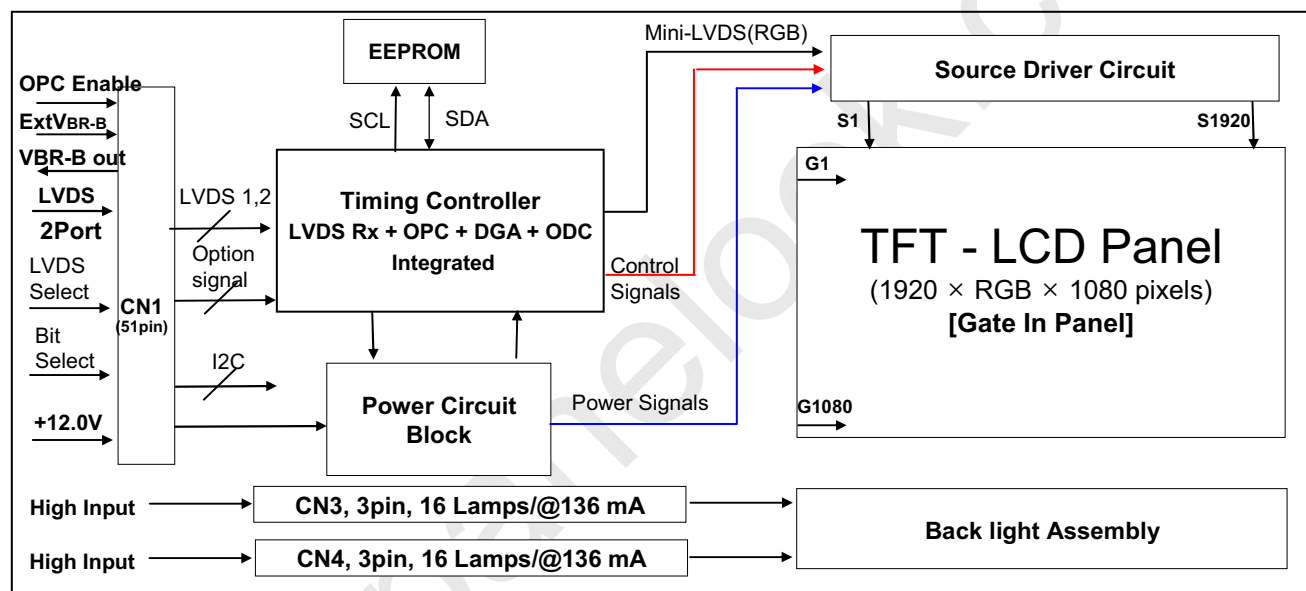 EEPROM
Mini-LVDS(RGB)
Source Driver Circuit
OPC Enable
ExtVBR-B
VBR-B out
SCL
SDA
S1
S1920
LVDS
2Port
LVDS 1,2
Timing Controller
LVDS Rx + OPC + DGA + ODC
Integrated
G1
TFT - LCD Panel
(1920 × RGB × 1080 pixels)
[Gate In Panel]
Option
signal
Control
Signals
LVDS
Select
CN1
(51pin)
Bit
Select
I2C
Power Circuit
Block
Power Signals
G1080
+12.0V
High Input
CN3, 3pin, 16 Lamps/@136 mA
Back light Assembly
High Input
CN4, 3pin, 16 Lamps/@136 mA